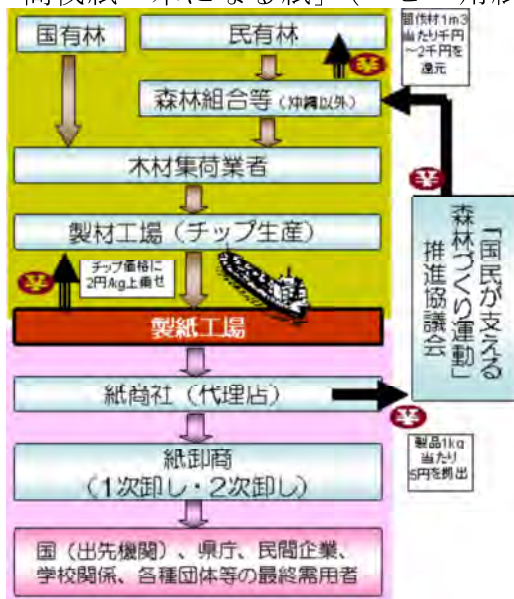 国有林
民有林
間伐材1m3
当たり千円
~2千円を
還元
森林組合等（沖縄以外）
木材集荷業者
製材工場（チップ生産）
チップ価格に
2円/kg上乗せ
製紙工場
「国民が支える
森林づくり運動」
推進協議会
紙商社（代理店）
製品1kg
当たり
5円を拠出
紙卸商
（1次卸し・2次卸し）
国（出先機関）、県庁、民間企業、
学校関係、各種団体等の最終需用者